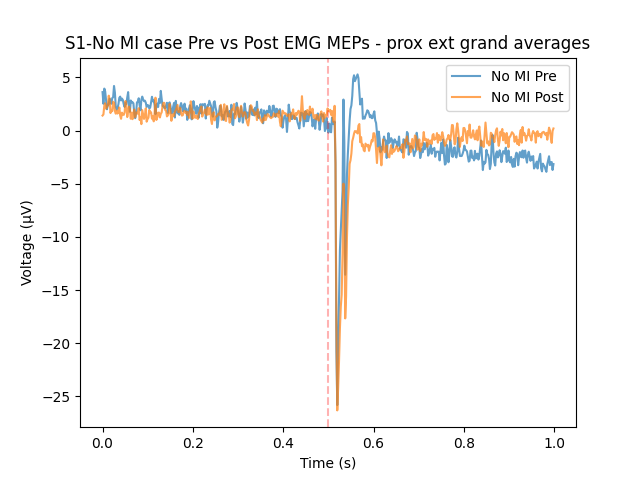 S1-No MI case Pre vs Post EMG MEPs - prox ext grand averages
No MI Pre
No MI Post
Voltage (μV)
5
0
−5
−10
−15
−20
−25
0.0 0.2 0.4 0.6 0.8 1.0
Time (s)